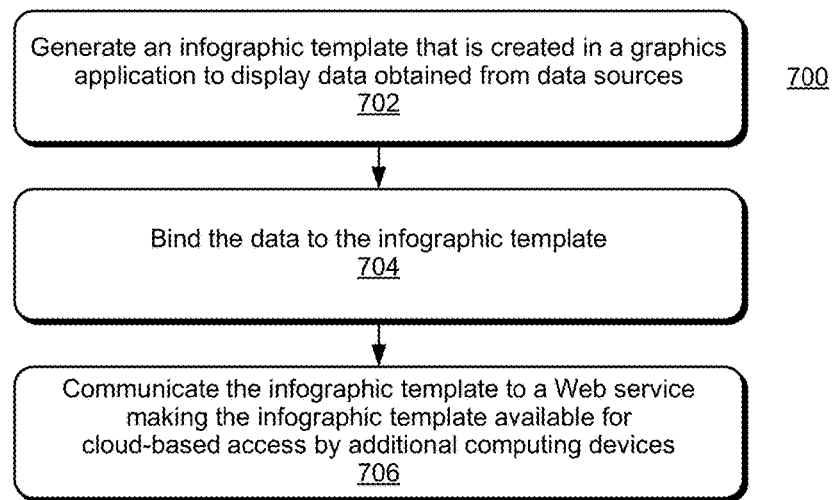 Generate an infographic template that is created in a graphics
application to display data obtained from data sources
702
700
Bind the data to the infographic template
704
Communicate the infographic template to a Web service
making the infographic template available for
cloud-based access by additional computing devices
706